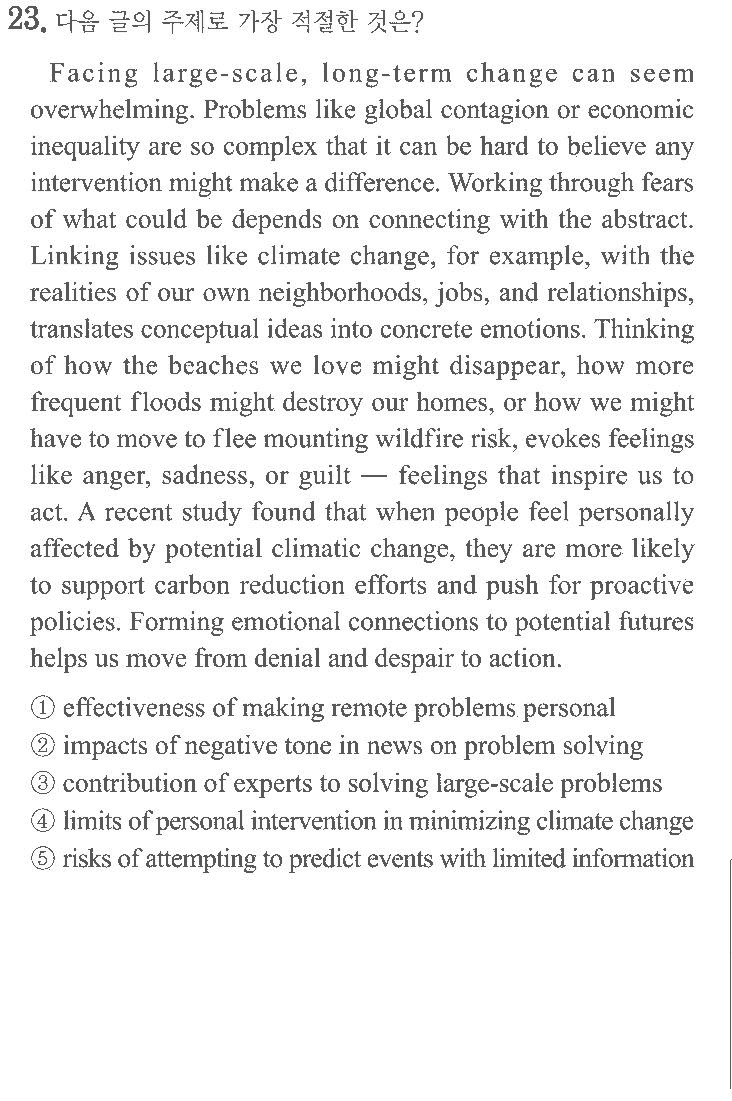 23. 다음 글의 주제로 가장 적절한 것은?
Facing large-scale, long-term change can seem
overwhelming. Problems like global contagion or economic
inequality are so complex that it can be hard to believe any
intervention might make a difference. Working through fears
of what could be depends on connecting with the abstract.
Linking issues like climate change, for example, with the
realities of our own neighborhoods, jobs, and relationships,
translates conceptual ideas into concrete emotions. Thinking
of how the beaches we love might disappear, how more
frequent floods might destroy our homes, or how we might
have to move to flee mounting wildfire risk, evokes feelings
like anger, sadness, or guilt — feelings that inspire us to
act. A recent study found that when people feel personally
affected by potential climatic change, they are more likely
to support carbon reduction efforts and push for proactive
policies. Forming emotional connections to potential futures
helps us move from denial and despair to action.
① effectiveness of making remote problems personal
② impacts of negative tone in news on problem solving
③ contribution of experts to solving large-scale problems
④ limits of personal intervention in minimizing climate change
⑤ risks of attempting to predict events with limited information